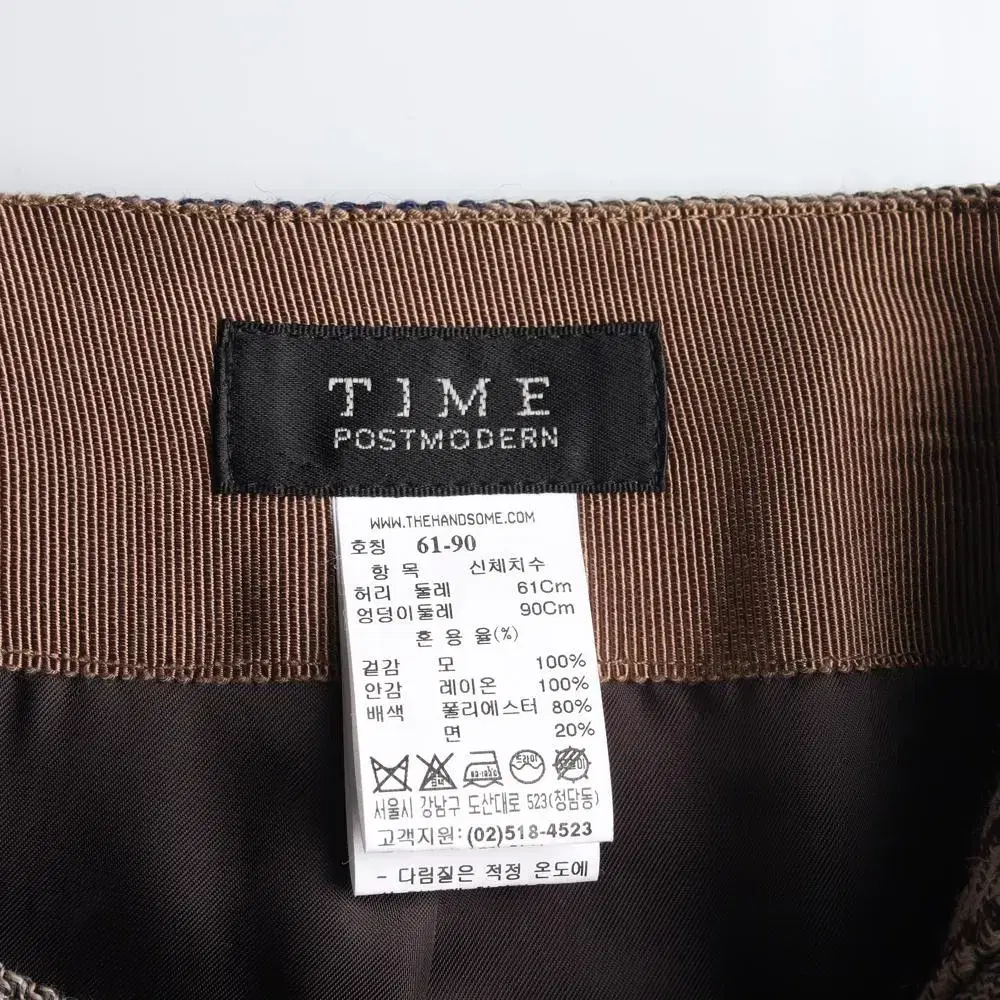 TIME
POSTMODERN
WWW.THEHANDSOME.COM
호칭 61-90
항 목 신체치수
허리 둘레 61Cm
엉덩이둘레 90Cm
혼 용 율(%)
겉감 모 100%
안감 레이온 100%
배색 폴리에스터 80%
면 20%
드라이
서울시 강남구 도산대로 523(청담동)
고객지원: (02)518-4523
- 다림질은 적정 온도에